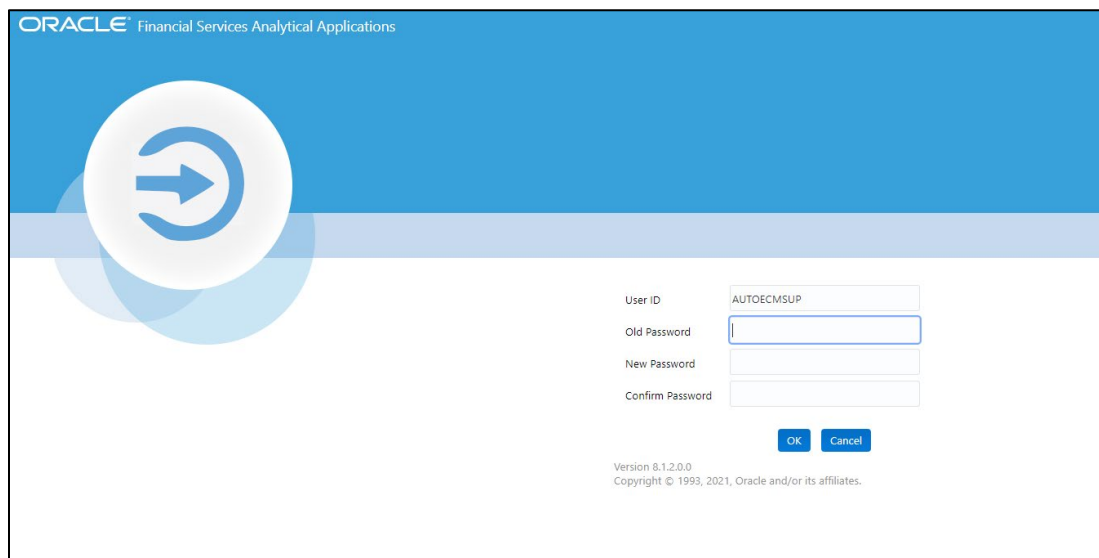 ORACLE® Financial Services Analytical Applications
User ID AUTOECMSUP
Old Password
New Password
Confirm Password
OK Cancel
Version 8.1.2.0.0
Copyright © 1993, 2021, Oracle and/or its affiliates.